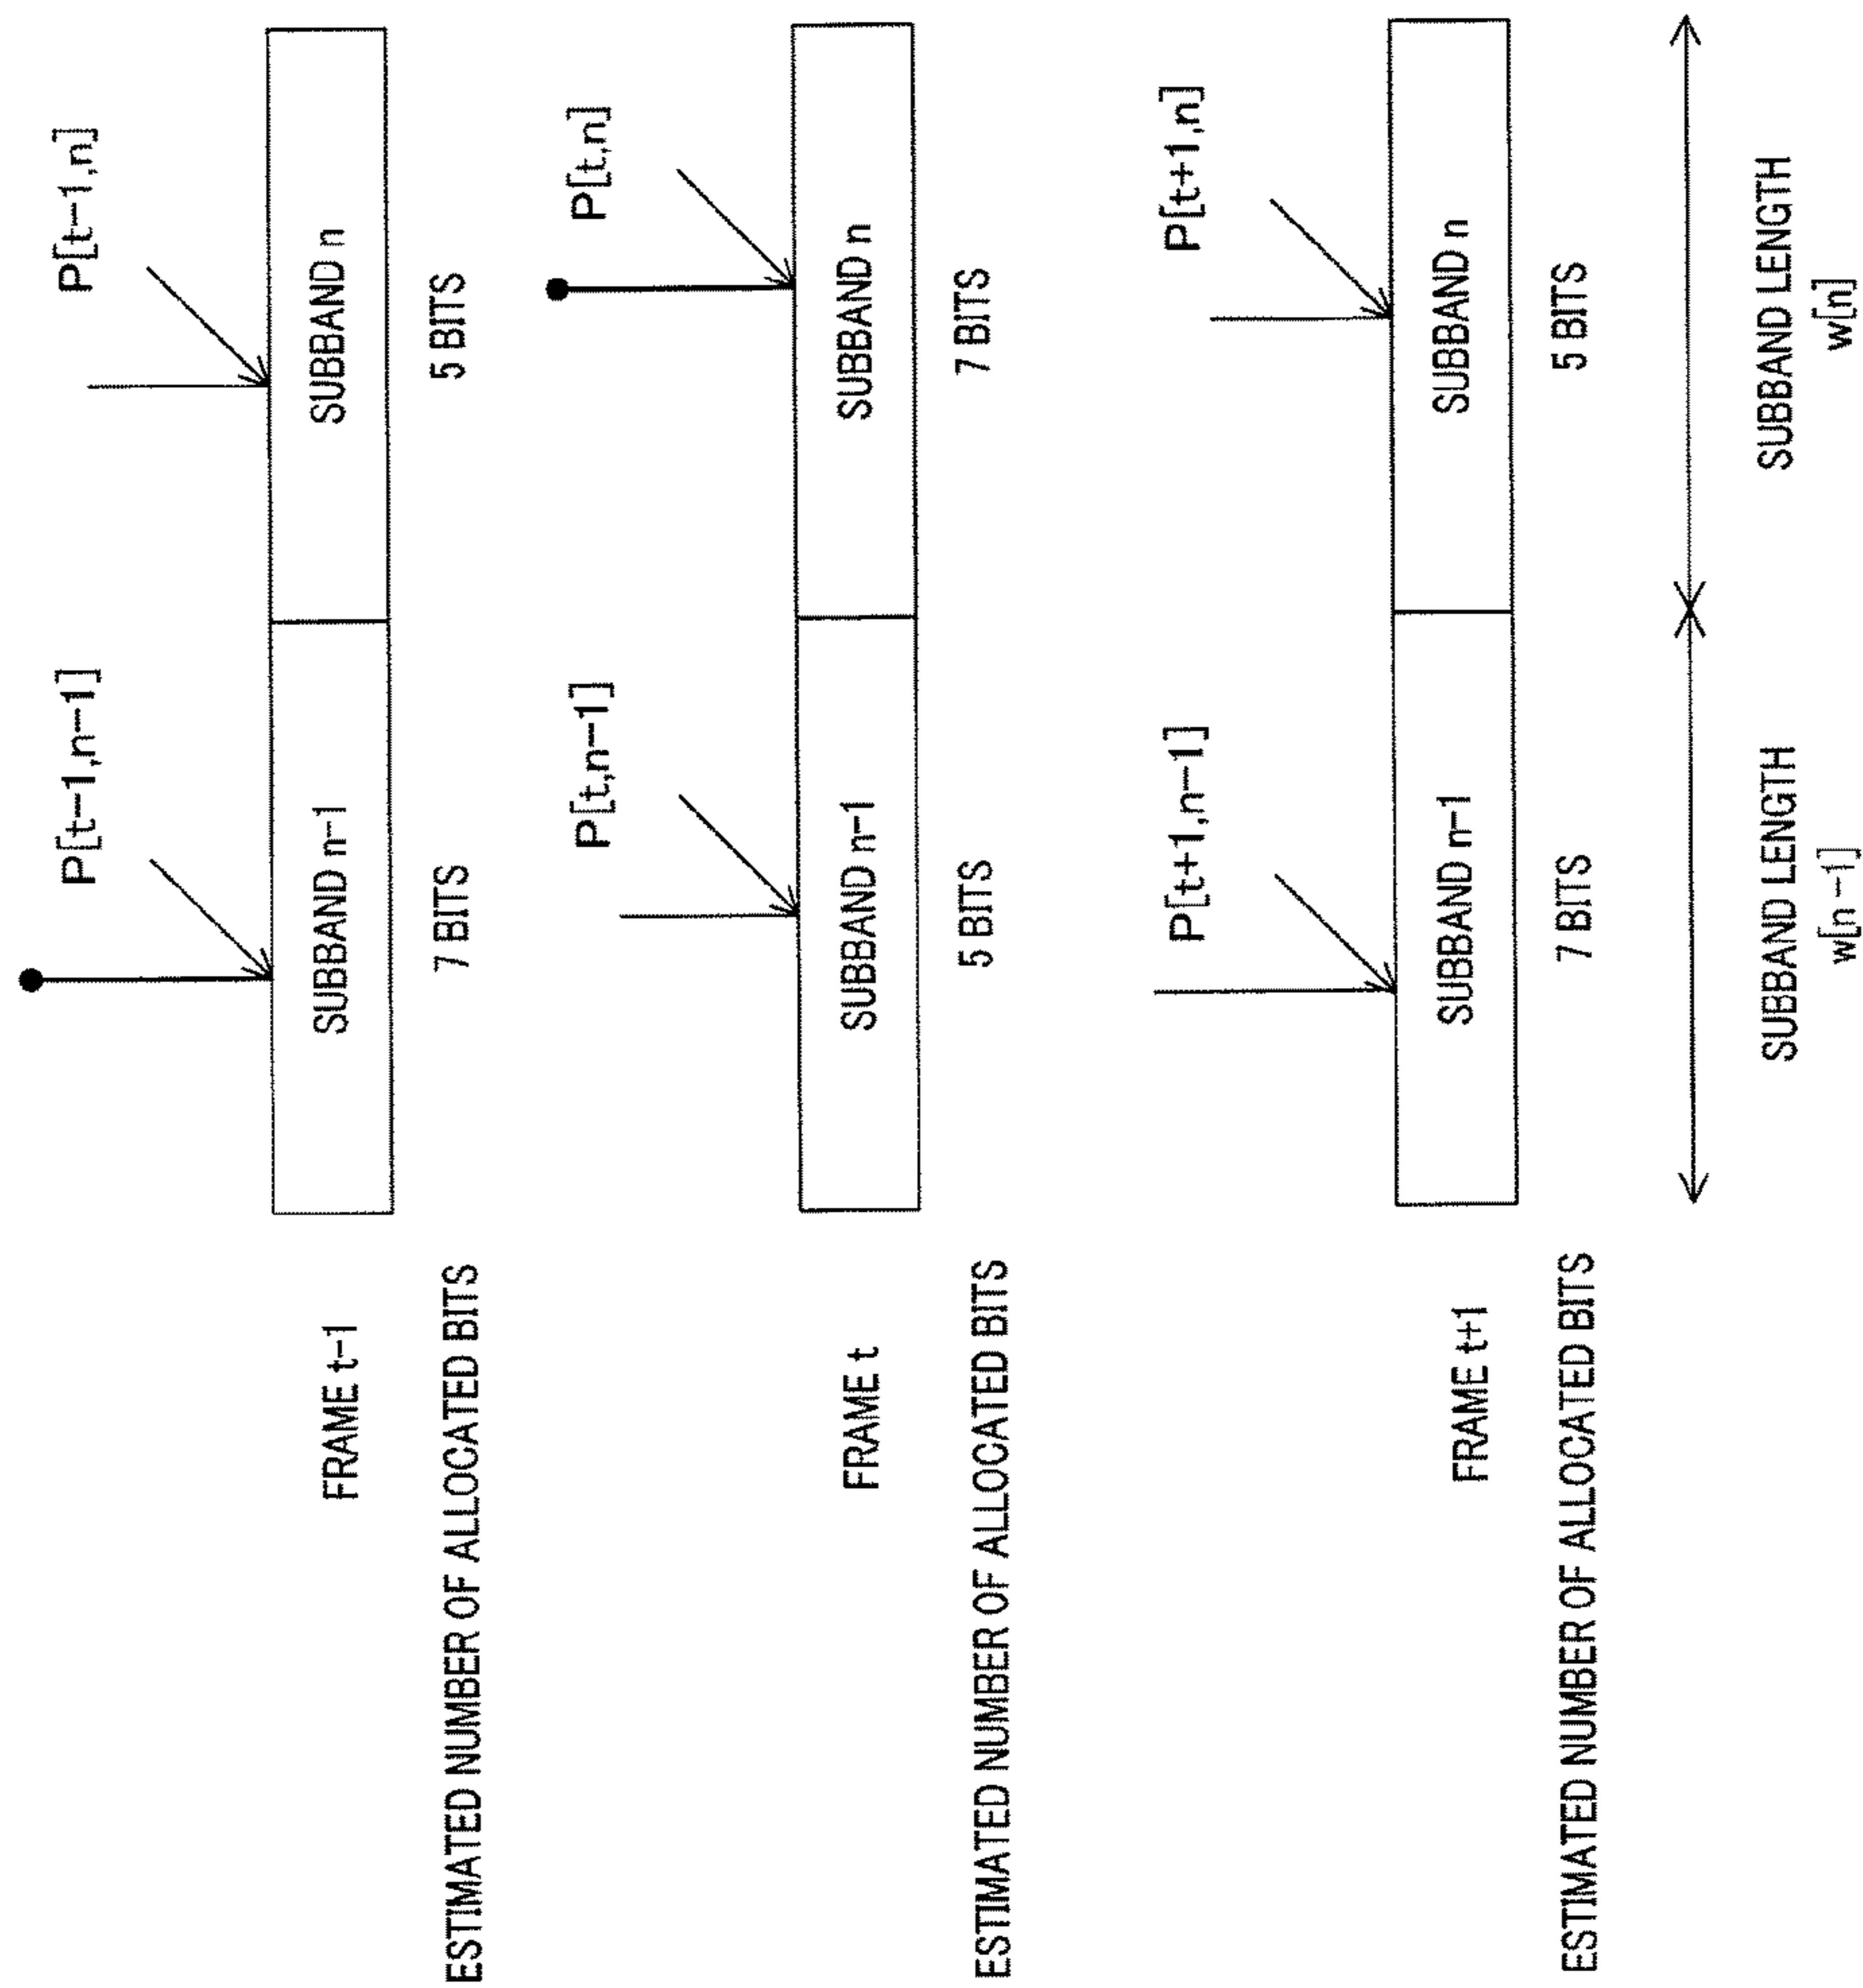 P[t-1,n-1]
P[t-1,n]
FRAME t-1
SUBBAND n-1
SUBBAND n
ESTIMATED NUMBER OF ALLOCATED BITS
7 BITS
5 BITS
P[t,n-1]
P[t,n]
FRAME t
SUBBAND n-1
SUBBAND n
ESTIMATED NUMBER OF ALLOCATED BITS
5 BITS
7 BITS
P[t+1,n-1]
P[t+1,n]
FRAME t+1
SUBBAND n-1
SUBBAND n
ESTIMATED NUMBER OF ALLOCATED BITS
7 BITS
5 BITS
SUBBAND LENGTH
w[n-1]
SUBBAND LENGTH
w[n]